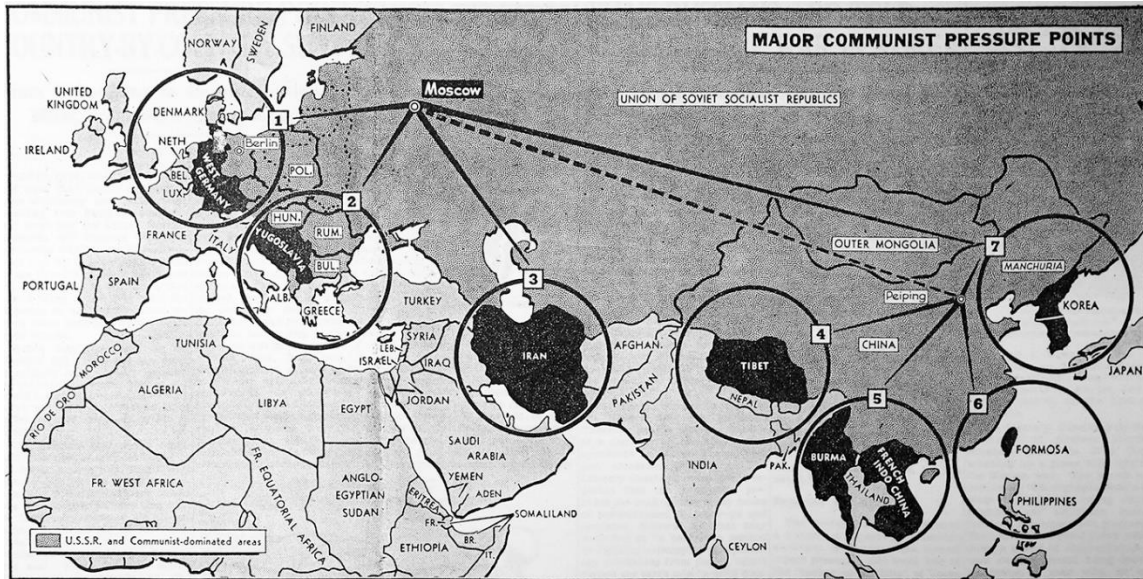 MAJOR COMMUNIST PRESSURE POINTS
NORWAY
SWEDEN
FINLAND
UNITED
KINGDOM
DENMARK
IRELAND
NETH
BEL.
LUX.
WEST
GERMANY
Berlin
POL.
1
Moscow
UNION OF SOVIET SOCIALIST REPUBLICS
FRANCE
ITALY
PORTUGAL
SPAIN
2
HUN.
YUGOSLAVIA
RUM.
BUL.
ALB.
GREECE
TURKEY
3
IRAN
SYRIA
LEB.
ISRAEL
IRAQ
JORDAN
AFGHAN.
PAKISTAN
4
TIBET
NEPAL
CHINA
OUTER MONGOLIA
Peiping
7
MANCHURIA
KOREA
JAPAN
5
BURMA
THAILAND
FRENCH
INDO CHINA
6
FORMOSA
PHILIPPINES
MOROCCO
TUNISIA
RIO DE ORO
ALGERIA
LIBYA
EGYPT
SAUDI
ARABIA
YEMEN
ADEN
INDIA
PAK.
CEYLON
FR. WEST AFRICA
FR. EQUATORIAL AFRICA
ANGLO-
EGYPTIAN
SUDAN
ERITREA
FR.
BR.
IT.
SOMALILAND
ETHIOPIA
U.S.S.R. and Communist-dominated areas